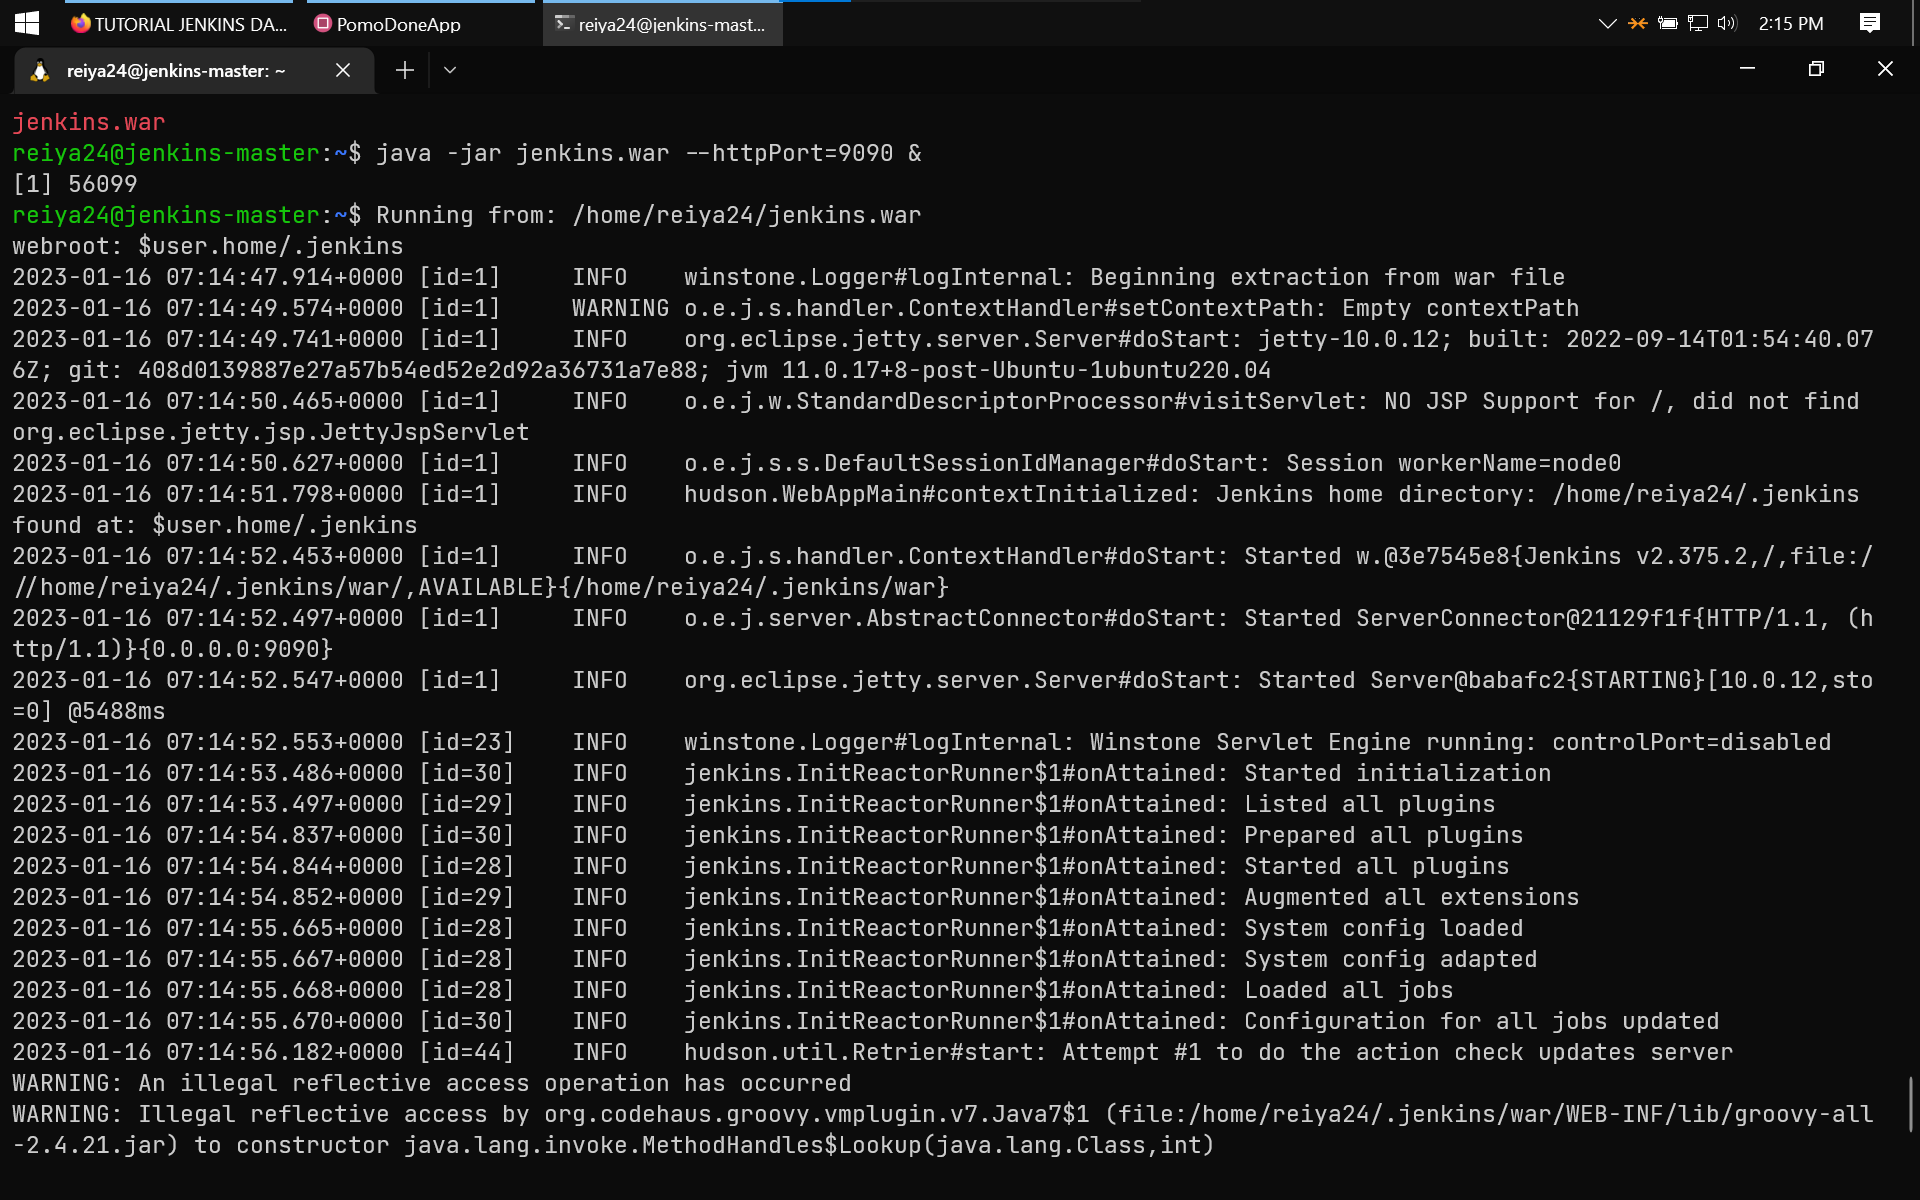 TUTORIAL JENKINS DA...
PomoDoneApp
reiya24@jenkins-mast...
2:15 PM
reiya24@jenkins-master: ~
jenkins.war
reiya24@jenkins-master:~$ java -jar jenkins.war --httpPort=9090 &
[1] 56099
reiya24@jenkins-master:~$ Running from: /home/reiya24/jenkins.war
webroot: $user.home/.jenkins
2023-01-16 07:14:47.914+0000 [id=1]     INFO    winstone.Logger#logInternal: Beginning extraction from war file
2023-01-16 07:14:49.574+0000 [id=1]     WARNING o.e.j.s.handler.ContextHandler#setContextPath: Empty contextPath
2023-01-16 07:14:49.741+0000 [id=1]     INFO    org.eclipse.jetty.server.Server#doStart: jetty-10.0.12; built: 2022-09-14T01:54:40.07
6Z; git: 408d0139887e27a57b54ed52e2d92a36731a7e88; jvm 11.0.17+8-post-Ubuntu-1ubuntu220.04
2023-01-16 07:14:50.465+0000 [id=1]     INFO    o.e.j.w.StandardDescriptorProcessor#visitServlet: NO JSP Support for /, did not find
org.eclipse.jetty.jsp.JettyJspServlet
2023-01-16 07:14:50.627+0000 [id=1]     INFO    o.e.j.s.s.DefaultSessionIdManager#doStart: Session workerName=node0
2023-01-16 07:14:51.798+0000 [id=1]     INFO    hudson.WebAppMain#contextInitialized: Jenkins home directory: /home/reiya24/.jenkins
found at: $user.home/.jenkins
2023-01-16 07:14:52.453+0000 [id=1]     INFO    o.e.j.s.handler.ContextHandler#doStart: Started w.@3e7545e8{Jenkins v2.375.2,/,file:/
//home/reiya24/.jenkins/war/,AVAILABLE}{/home/reiya24/.jenkins/war}
2023-01-16 07:14:52.497+0000 [id=1]     INFO    o.e.j.server.AbstractConnector#doStart: Started ServerConnector@21129f1f{HTTP/1.1, (h
ttp/1.1)}{0.0.0.0:9090}
2023-01-16 07:14:52.547+0000 [id=1]     INFO    org.eclipse.jetty.server.Server#doStart: Started Server@babafc2{STARTING}[10.0.12,sto
=0] @5488ms
2023-01-16 07:14:52.553+0000 [id=23]    INFO    winstone.Logger#logInternal: Winstone Servlet Engine running: controlPort=disabled
2023-01-16 07:14:53.486+0000 [id=30]    INFO    jenkins.InitReactorRunner$1#onAttained: Started initialization
2023-01-16 07:14:53.497+0000 [id=29]    INFO    jenkins.InitReactorRunner$1#onAttained: Listed all plugins
2023-01-16 07:14:54.837+0000 [id=30]    INFO    jenkins.InitReactorRunner$1#onAttained: Prepared all plugins
2023-01-16 07:14:54.844+0000 [id=28]    INFO    jenkins.InitReactorRunner$1#onAttained: Started all plugins
2023-01-16 07:14:54.852+0000 [id=29]    INFO    jenkins.InitReactorRunner$1#onAttained: Augmented all extensions
2023-01-16 07:14:55.665+0000 [id=28]    INFO    jenkins.InitReactorRunner$1#onAttained: System config loaded
2023-01-16 07:14:55.667+0000 [id=28]    INFO    jenkins.InitReactorRunner$1#onAttained: System config adapted
2023-01-16 07:14:55.668+0000 [id=28]    INFO    jenkins.InitReactorRunner$1#onAttained: Loaded all jobs
2023-01-16 07:14:55.670+0000 [id=30]    INFO    jenkins.InitReactorRunner$1#onAttained: Configuration for all jobs updated
2023-01-16 07:14:56.182+0000 [id=44]    INFO    hudson.util.Retrier#start: Attempt #1 to do the action check updates server
WARNING: An illegal reflective access operation has occurred
WARNING: Illegal reflective access by org.codehaus.groovy.vmplugin.v7.Java7$1 (file:/home/reiya24/.jenkins/war/WEB-INF/lib/groovy-all
-2.4.21.jar) to constructor java.lang.invoke.MethodHandles$Lookup(java.lang.Class,int)